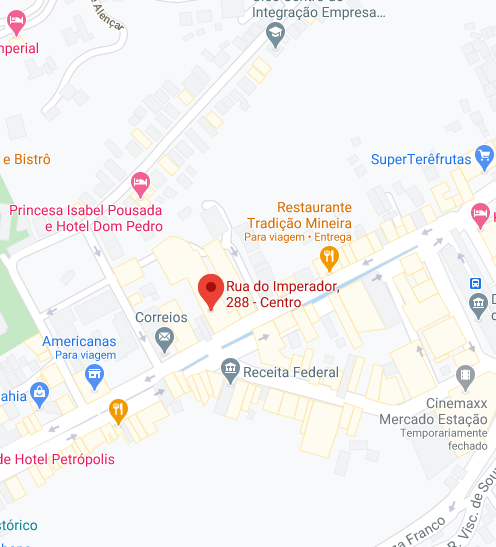 Alencar
Integração Empresa...
mperial
e Bistrô
SuperTerêfrutas
Princesa Isabel Pousada
e Hotel Dom Pedro
Restaurante
Tradição Mineira
Para viagem • Entrega
Rua do Imperador,
288 - Centro
Correios
Americanas
Para viagem
Receita Federal
ahia
Cinemaxx
Mercado Estação
Temporariamente
fechado
de Hotel Petrópolis
stórico
za Franco
R. Visc. de Sou